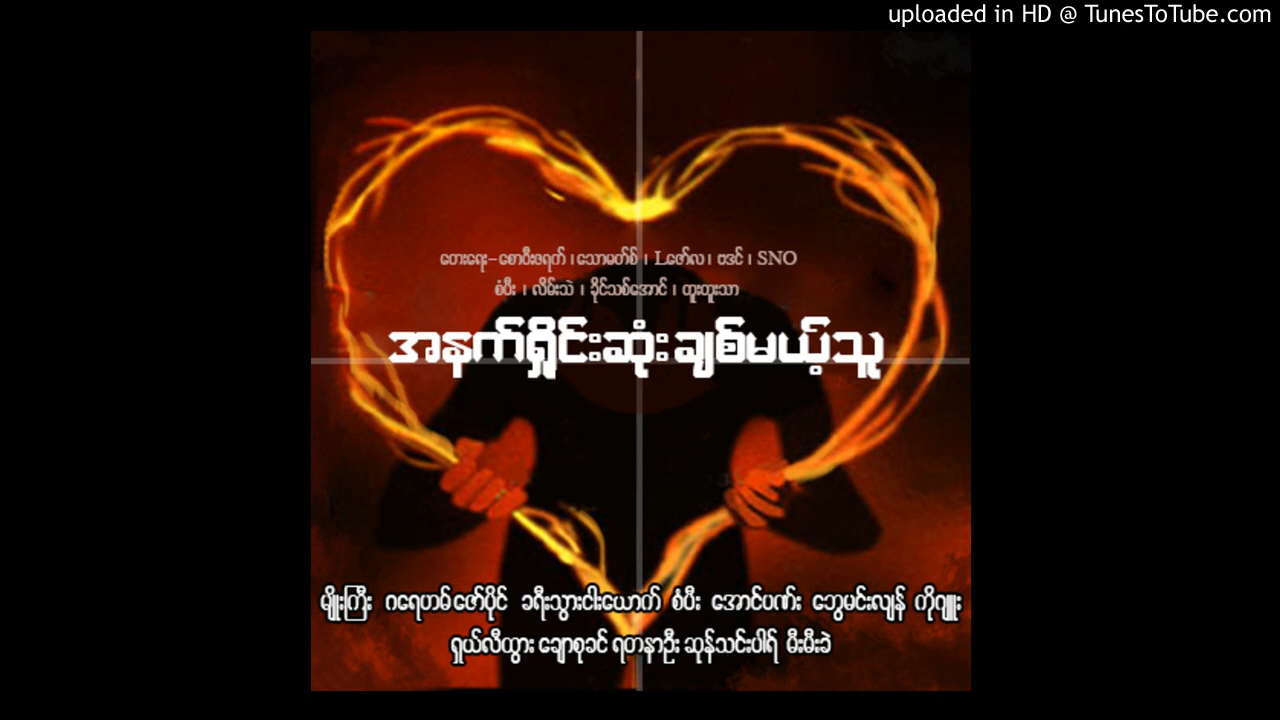 uploaded in HD @ TunesToTube.com
တေးရေး-စောဝီးဇရက် ၊သောမတ်စ် ၊ Lဇော်လ ၊ ဗဒင် ၊ SNO
စံပီး ၊ လိမ်းသဲ ၊ ခိုင်သစ်အောင် ၊ ထူးထူးသာ
အနက်ရှိုင်းဆုံး ချစ်မယ့်သူ
မျိုးကြီး ဂရေဟမ် ဇော်ပိုင် ခရီးသွားငါးယောက် စံပီး အောင်ပဏ်း ဘွေမင်းလျန် ကိုဂျူး
ရှယ်လီထွား ချောစုခင် ရတနာဦး ဆုန်သင်းပါရ် မီးမီးခဲ